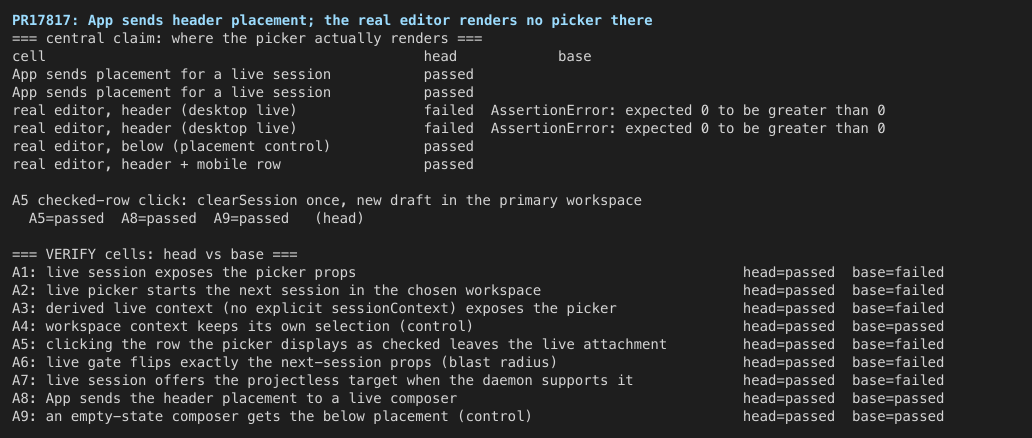 PR17817: App sends header placement; the real editor renders no picker there
=== central claim: where the picker actually renders ===
cell head base
App sends placement for a live session passed
App sends placement for a live session passed
real editor, header (desktop live) failed AssertionError: expected 0 to be greater than 0
real editor, header (desktop live) failed AssertionError: expected 0 to be greater than 0
real editor, below (placement control) passed
real editor, header + mobile row passed
A5 checked-row click: clearSession once, new draft in the primary workspace
A5=passed A8=passed A9=passed (head)
=== VERIFY cells: head vs base ===
A1: live session exposes the picker props head=passed base=failed
A2: live picker starts the next session in the chosen workspace head=passed base=failed
A3: derived live context (no explicit sessionContext) exposes the picker head=passed base=failed
A4: workspace context keeps its own selection (control) head=passed base=passed
A5: clicking the row the picker displays as checked leaves the live attachment head=passed base=failed
A6: live gate flips exactly the next-session props (blast radius) head=passed base=failed
A7: live session offers the projectless target when the daemon supports it head=passed base=failed
A8: App sends the header placement to a live composer head=passed base=passed
A9: an empty-state composer gets the below placement (control) head=passed base=passed